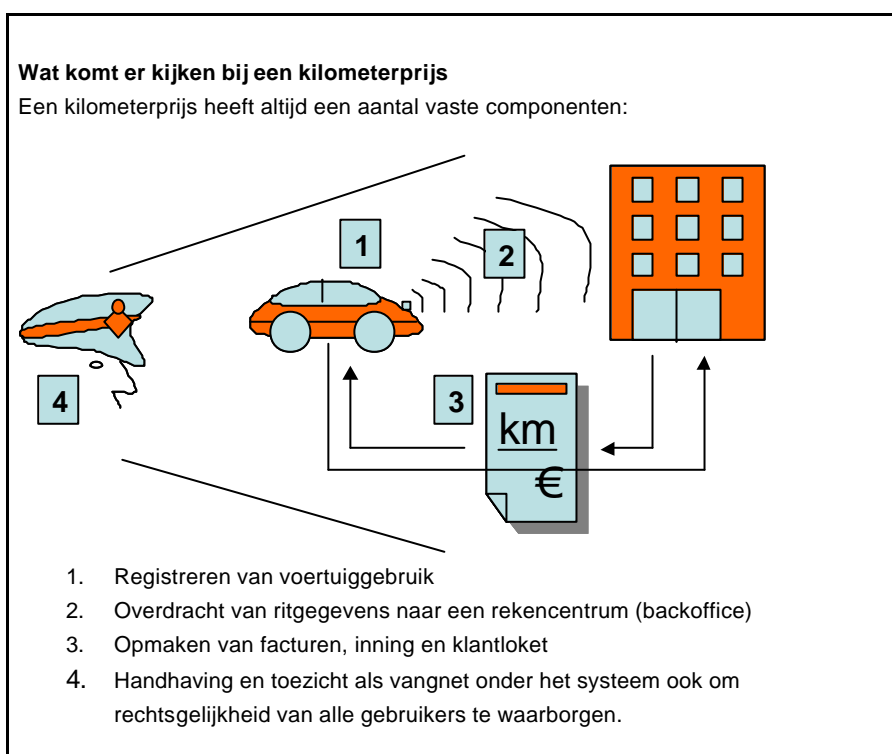 Wat komt er kijken bij een kilometerprijs
Een kilometerprijs heeft altijd een aantal vaste componenten:
1
2
3
4
km
€
1. Registreren van voertuiggebruik
2. Overdracht van ritgegevens naar een rekencentrum (backoffice)
3. Opmaken van facturen, inning en klantloket
4. Handhaving en toezicht als vangnet onder het systeem ook om
rechtsgelijkheid van alle gebruikers te waarborgen.